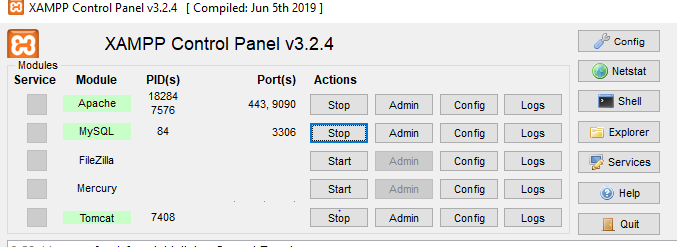 XAMPP Control Panel v3.2.4 [ Compiled: Jun 5th 2019 ]
XAMPP Control Panel v3.2.4
Config
Modules
Service Module PID(s) Port(s) Actions
Netstat
Apache 18284 7576 443, 9090 Stop Admin Config Logs
Shell
MySQL 84 3306 Stop Admin Config Logs
Explorer
FileZilla Start Admin Config Logs
Services
Mercury Start Admin Config Logs
Help
Tomcat 7408 Stop Admin Config Logs
Quit